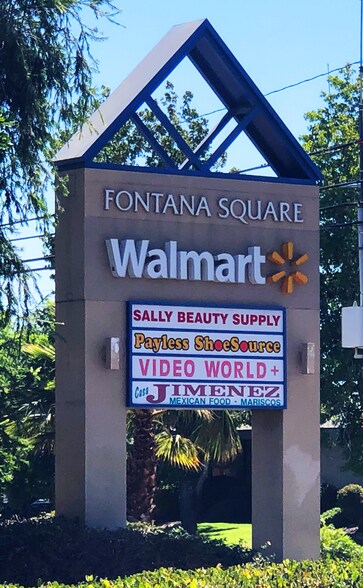 FONTANA SQUARE
Walmart
SALLY BEAUTY SUPPLY
Payless ShoeSource
VIDEO WORLD+
Casa JIMENEZ
MEXICAN FOOD - MARISCOS